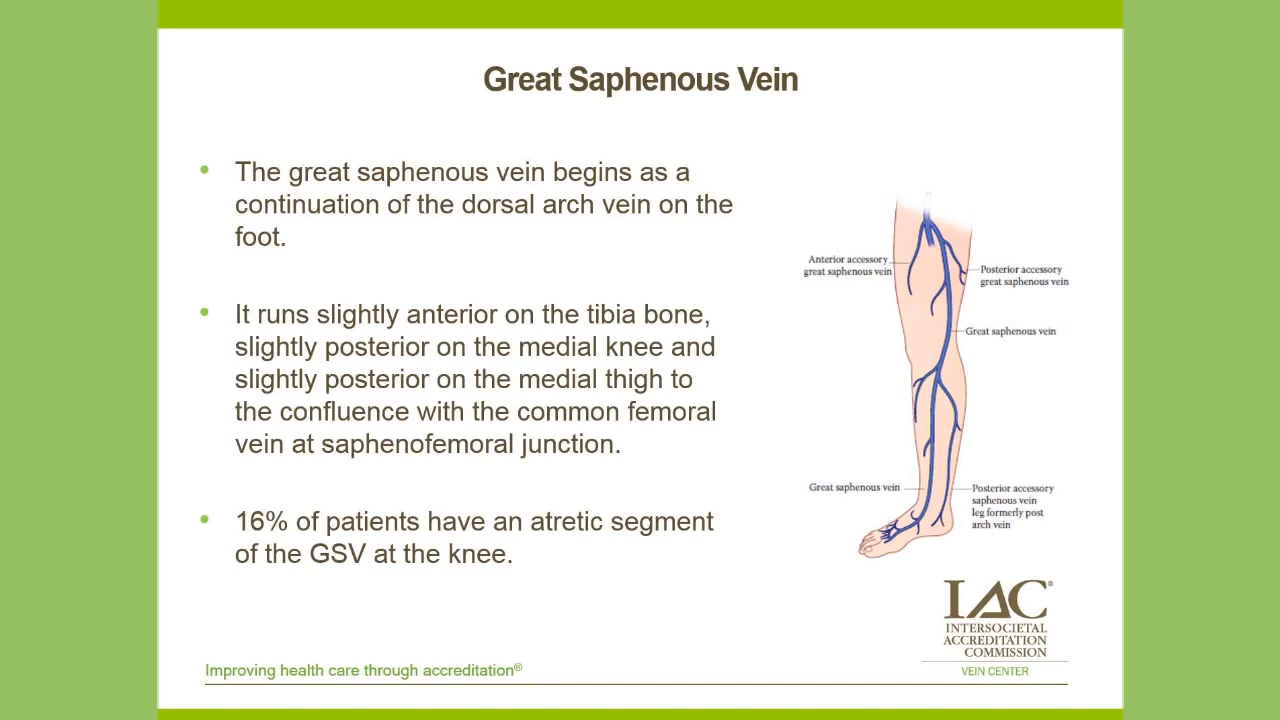 Great Saphenous Vein
• The great saphenous vein begins as a
continuation of the dorsal arch vein on the
foot.
• It runs slightly anterior on the tibia bone,
slightly posterior on the medial knee and
slightly posterior on the medial thigh to
the confluence with the common femoral
vein at saphenofemoral junction.
• 16% of patients have an atretic segment
of the GSV at the knee.
Anterior accessory
great saphenous vein
Posterior accessory
great saphenous vein
Great saphenous vein
Great saphenous vein
Posterior accessory
saphenous vein
leg formerly post
arch vein
IAC®
INTERSOCIETAL
ACCREDITATION
COMMISSION
VEIN CENTER
Improving health care through accreditation®